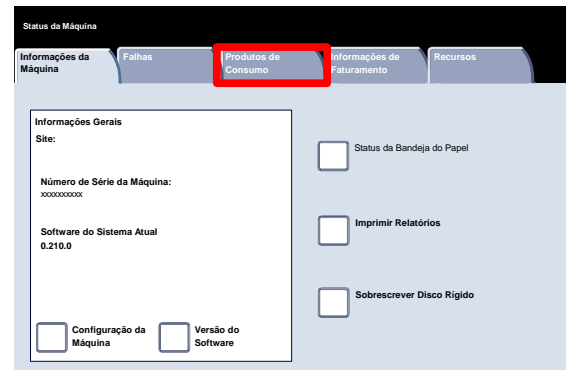 Status da Máquina
Informações da
Máquina
Falhas
Produtos de
Consumo
Informações de
Faturamento
Recursos
Informações Gerais
Site:
Número de Série da Máquina:
xxxxxxxxxx
Software do Sistema Atual
0.210.0
Configuração da
Máquina
Versão do
Software
Status da Bandeja do Papel
Imprimir Relatórios
Sobrescrever Disco Rígido